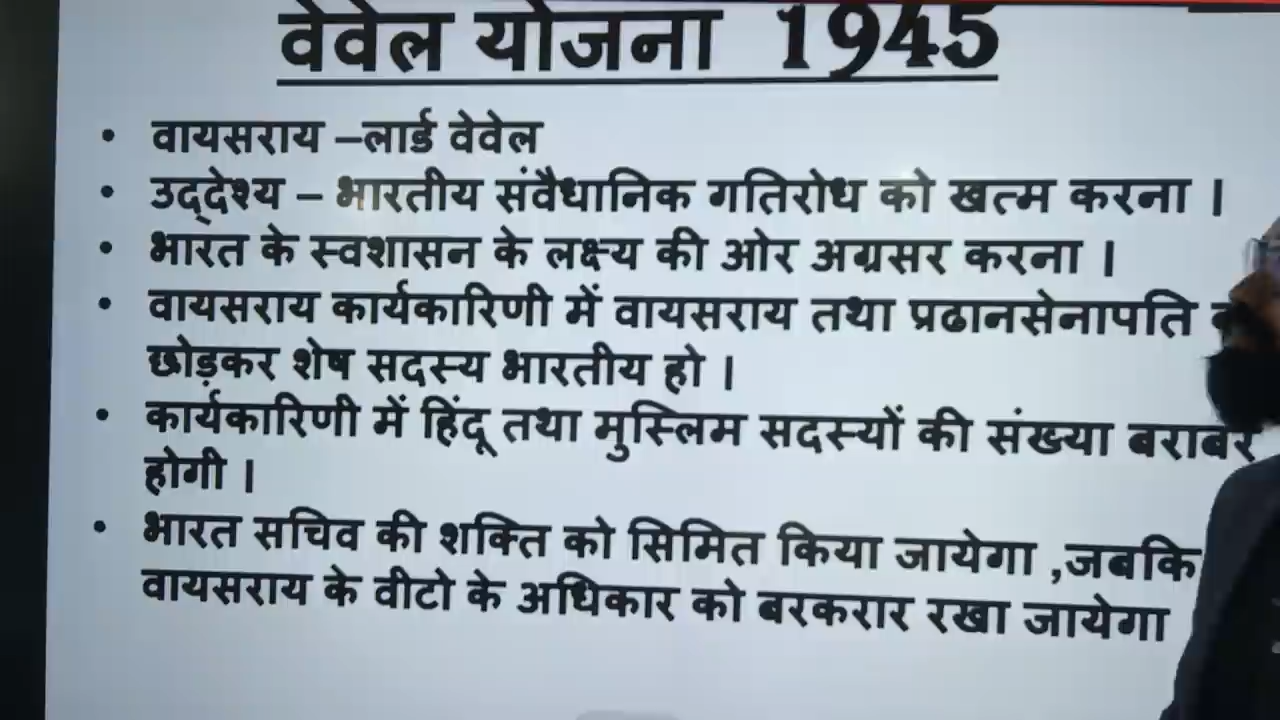 वेवेल योजना 1945
• वायसराय –लार्ड वेवेल
• उद्देश्य – भारतीय संवैधानिक गतिरोध को खत्म करना ।
• भारत के स्वशासन के लक्ष्य की ओर अग्रसर करना ।
• वायसराय कार्यकारिणी में वायसराय तथा प्रढानसेनापति
छोड़कर शेष सदस्य भारतीय हो ।
• कार्यकारिणी में हिंदू तथा मुस्लिम सदस्यों की संख्या बराबर
होगी ।
• भारत सचिव की शक्ति को सिमित किया जायेगा ,जबकि
वायसराय के वीटो के अधिकार को बरकरार रखा जायेगा